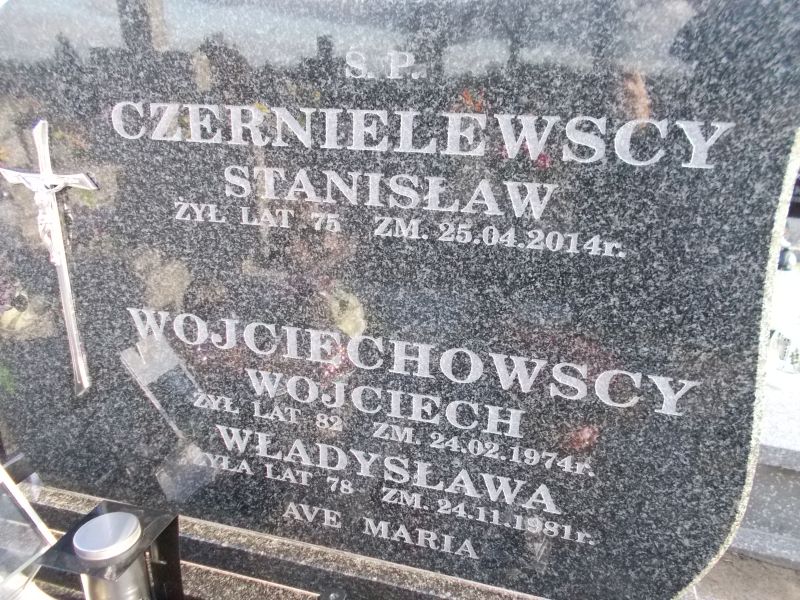 S. P.
CZERNIELEWSCY
STANISŁAW
ŻYŁ LAT 75 ZM. 25.04.2014r.
WOJCIECHOWSCY
WOJCIECH
ŻYŁ LAT 82 ZM. 24.02.1974r.
WŁADYSŁAWA
ŻYŁA LAT 78 ZM. 24.11.1981r.
AVE MARIA